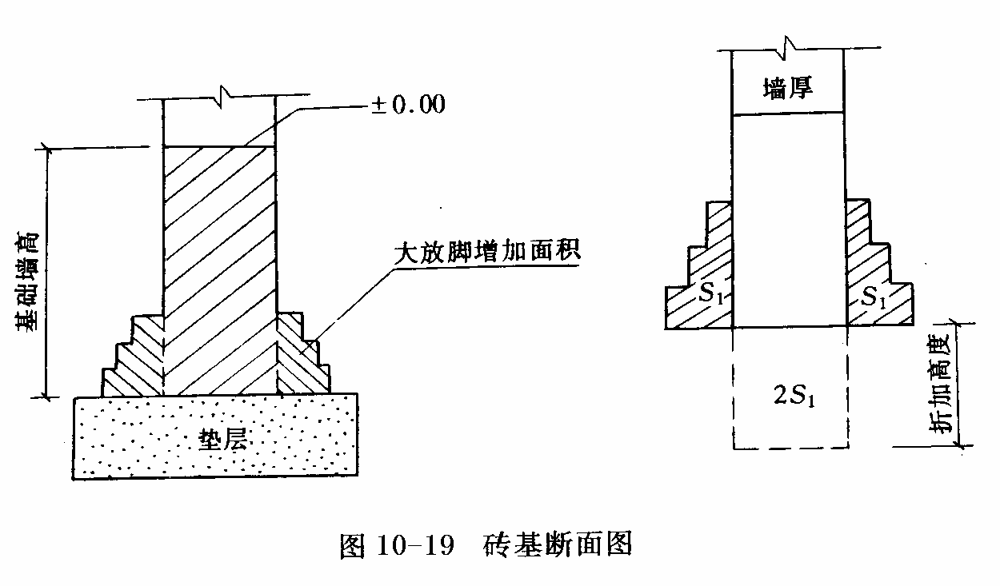 ±0.00
基础墙高
大放脚增加面积
垫层
墙厚
S₁
S₁
2S₁
折加高度
图 10-19 砖基断面图